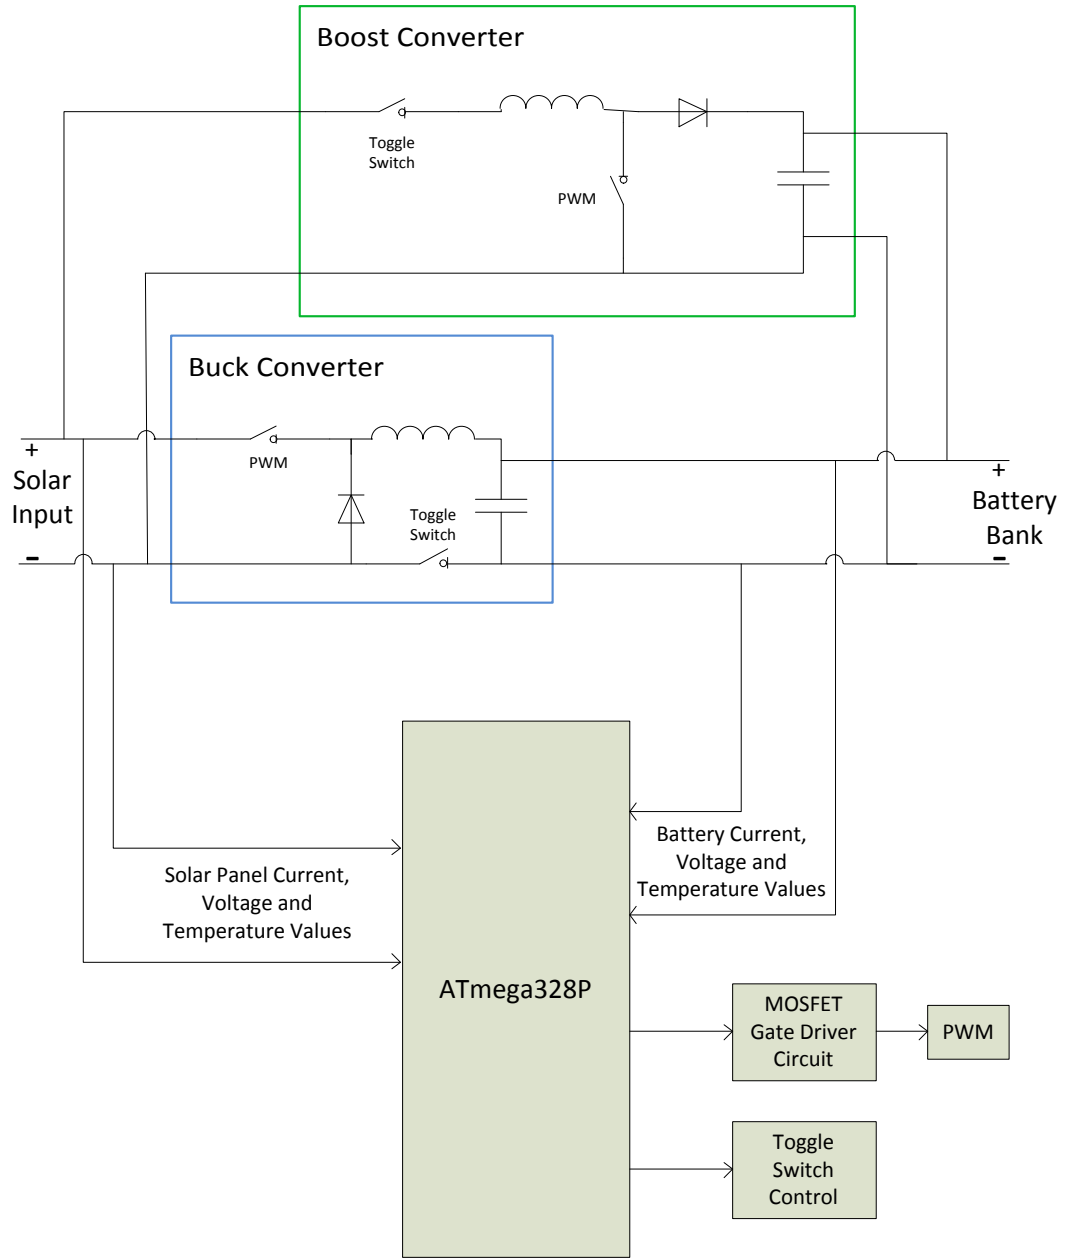 Boost Converter
Toggle
Switch
PWM
Buck Converter
PWM
Toggle
Switch
+
Solar
Input
-
+
Battery
Bank
-
Solar Panel Current,
Voltage and
Temperature Values
Battery Current,
Voltage and
Temperature Values
ATmega328P
MOSFET
Gate Driver
Circuit
PWM
Toggle
Switch
Control